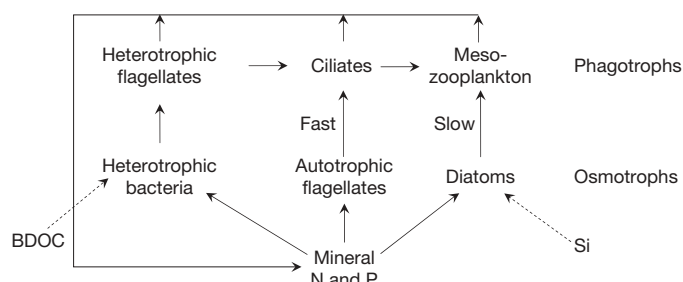 Heterotrophic
flagellates
Ciliates
Meso-
zooplankton
Phagotrophs
Fast
Slow
Heterotrophic
bacteria
Autotrophic
flagellates
Diatoms
Osmotrophs
BDOC
Si
Mineral
N and P